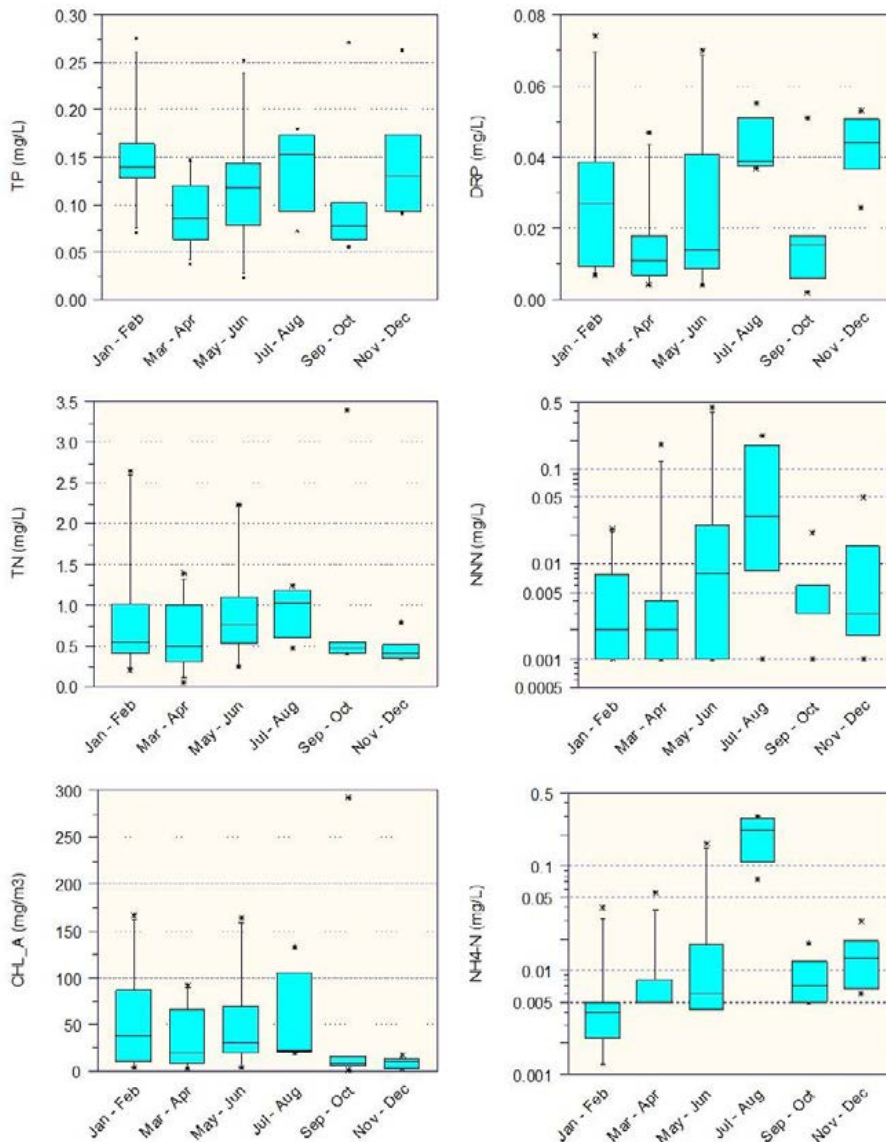 TP (mg/L)
0.30
0.25
0.20
0.15
0.10
0.05
0.00
Jan - Feb
Mar - Apr
May - Jun
Jul - Aug
Sep - Oct
Nov - Dec
DRP (mg/L)
0.08
0.06
0.04
0.02
0.00
Jan - Feb
Mar - Apr
May - Jun
Jul - Aug
Sep - Oct
Nov - Dec
TN (mg/L)
3.5
3.0
2.5
2.0
1.5
1.0
0.5
0.0
Jan - Feb
Mar - Apr
May - Jun
Jul - Aug
Sep - Oct
Nov - Dec
NNN (mg/L)
0.5
0.1
0.05
0.01
0.005
0.001
0.0005
Jan - Feb
Mar - Apr
May - Jun
Jul - Aug
Sep - Oct
Nov - Dec
CHL_A (mg/m3)
300
250
200
150
100
50
0
Jan - Feb
Mar - Apr
May - Jun
Jul - Aug
Sep - Oct
Nov - Dec
NH4-N (mg/L)
0.5
0.1
0.05
0.01
0.005
0.001
Jan - Feb
Mar - Apr
May - Jun
Jul - Aug
Sep - Oct
Nov - Dec